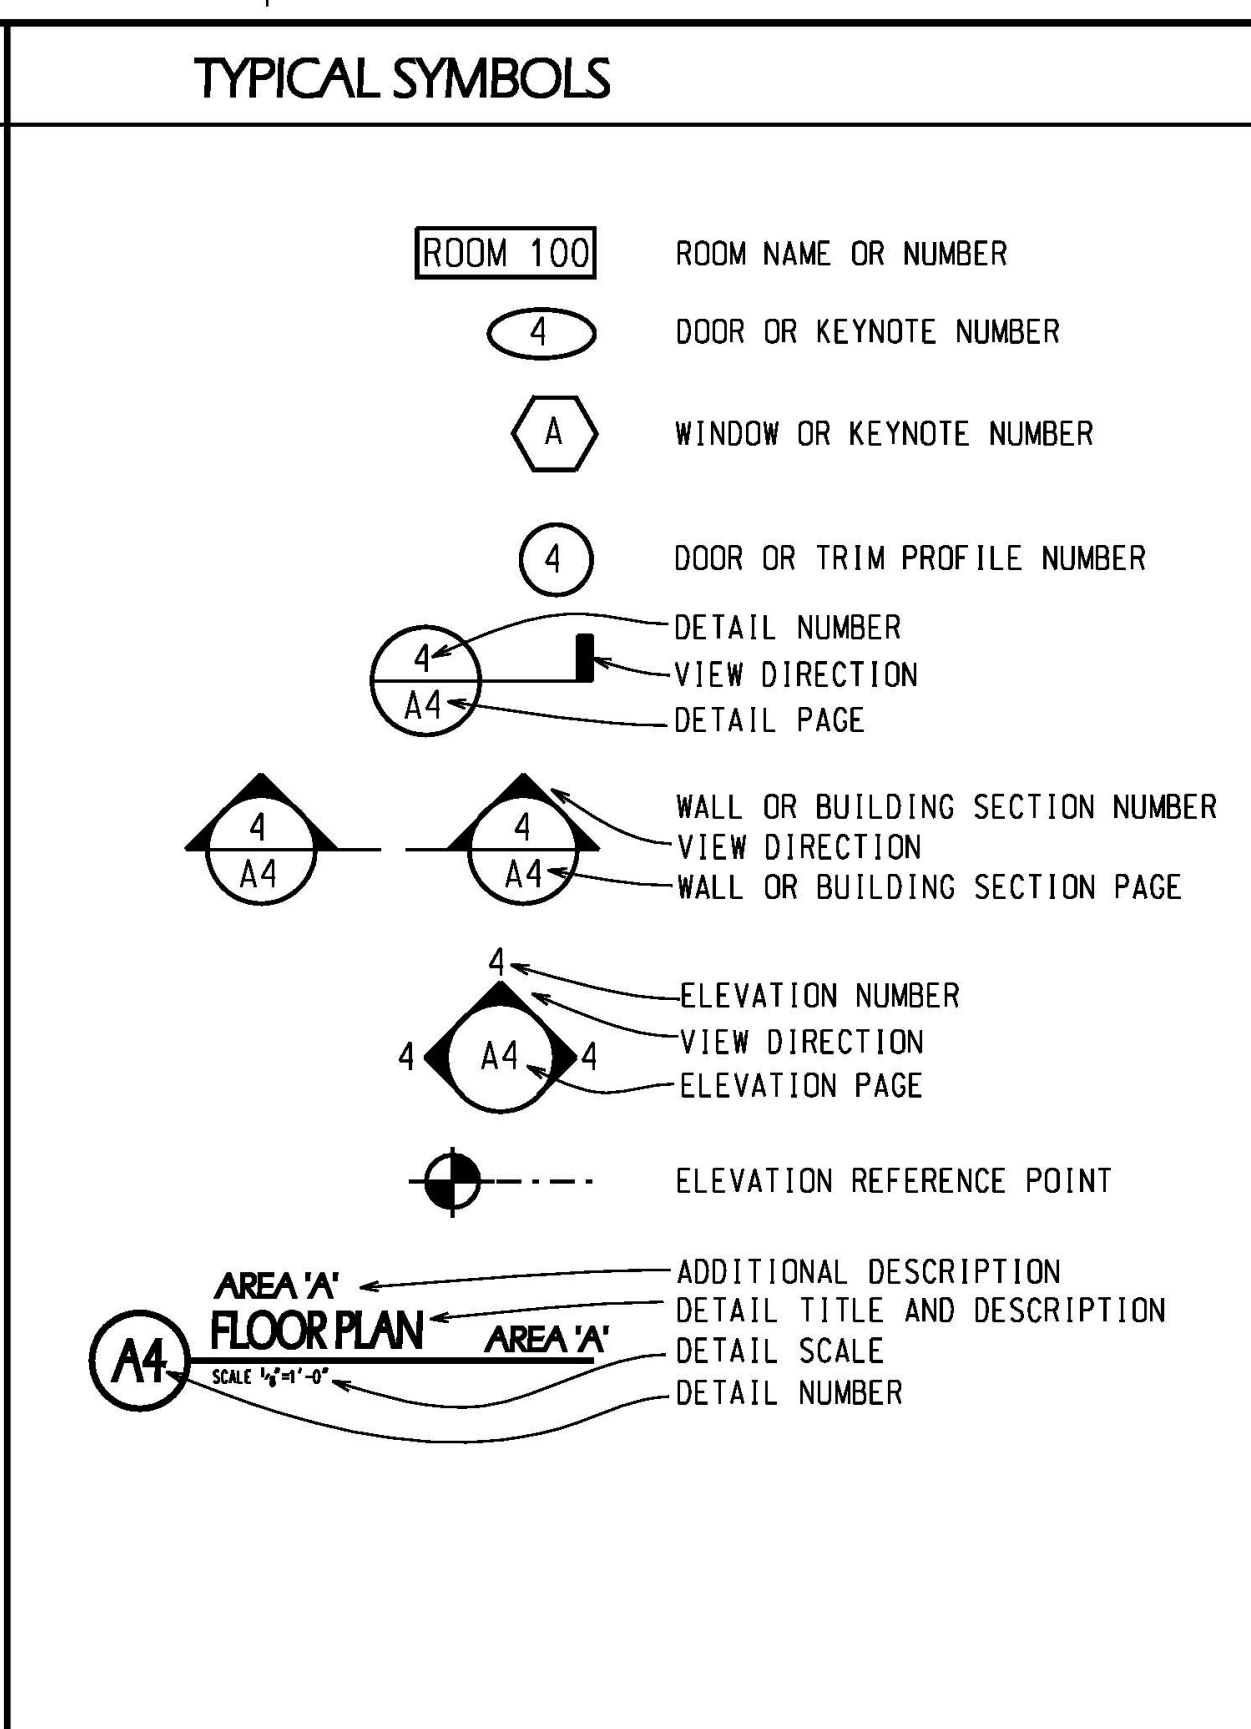 TYPICAL SYMBOLS
ROOM 100 ROOM NAME OR NUMBER
4 DOOR OR KEYNOTE NUMBER
A WINDOW OR KEYNOTE NUMBER
4 DOOR OR TRIM PROFILE NUMBER
DETAIL NUMBER
4
VIEW DIRECTION
A4
DETAIL PAGE
WALL OR BUILDING SECTION NUMBER
4 4
VIEW DIRECTION
A4 A4
WALL OR BUILDING SECTION PAGE
4
ELEVATION NUMBER
VIEW DIRECTION
4 A4 4
ELEVATION PAGE
ELEVATION REFERENCE POINT
ADDITIONAL DESCRIPTION
AREA 'A'
DETAIL TITLE AND DESCRIPTION
FLOOR PLAN AREA 'A'
DETAIL SCALE
A4
SCALE 1/8"=1'-0"
DETAIL NUMBER